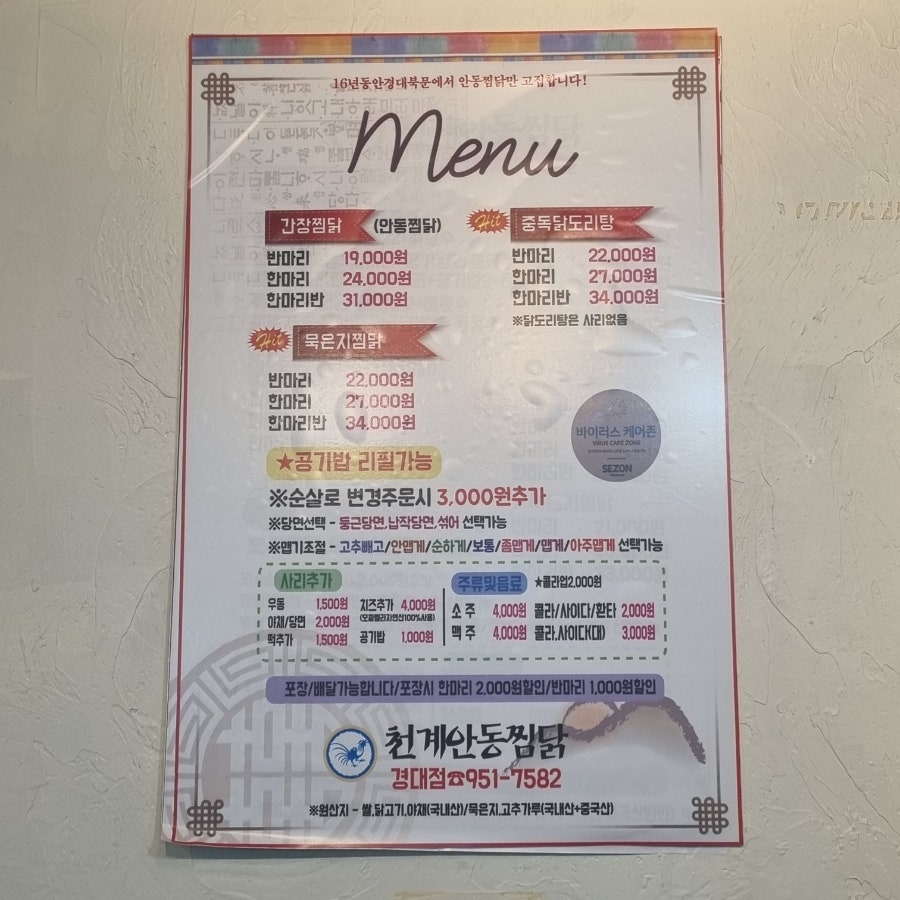 16년동안경대북문에서 안동찜닭만 고집합니다!
Menu
간장찜닭 (안동찜닭)
반마리 19,000원
한마리 24,000원
한마리반 31,000원
Hit 중독닭도리탕
반마리 22,000원
한마리 27,000원
한마리반 34,000원
※닭도리탕은 사리없음
Hit 묵은지찜닭
반마리 22,000원
한마리 27,000원
한마리반 34,000원
바이러스 케어존
VIRUS CARE ZONE
SEZON
★공기밥 리필가능
※순살로 변경주문시 3,000원추가
※당면선택 - 둥근당면,납작당면,섞어 선택가능
※맵기조절 - 고추빼고/안맵게/순하게/보통/좀맵게/맵게/아주맵게 선택가능
사리추가
우동 1,500원
야채/당면 2,000원
떡추가 1,500원
치즈추가 4,000원
(모짜렐라자연산100%사용)
공기밥 1,000원
주류및음료 ★콜라업2,000원
소 주 4,000원
맥 주 4,000원
콜라/사이다/환타 2,000원
콜라,사이다(대) 3,000원
포장/배달가능합니다/포장시 한마리 2,000원할인/반마리 1,000원할인
천계안동찜닭
경대점☎951-7582
※원산지 - 쌀,닭고기,야채(국내산)/묵은지,고추가루(국내산+중국산)